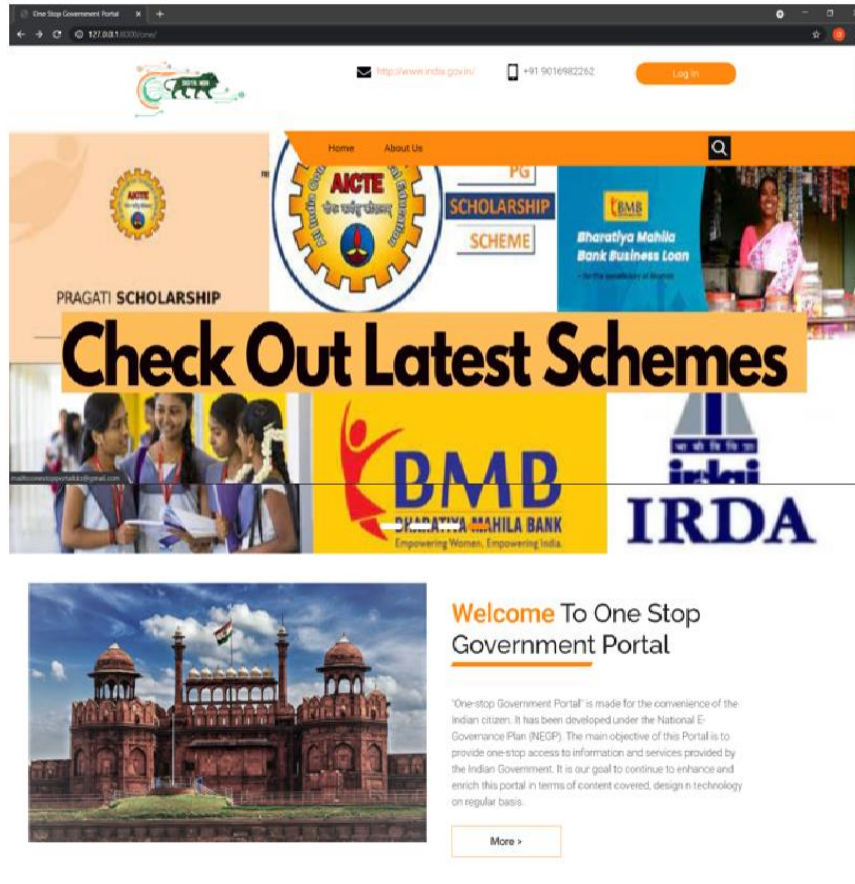 One Stop Government Portal
127.0.0.1:8000/one/
DIGITAL INDIA
http://www.india.gov.in/
+91 9016982262
Log In
Home
About Us
AICTE
PRAGATI SCHOLARSHIP
AICTE
PG
SCHOLARSHIP
SCHEME
BMB
Bharatiya Mahila
Bank Business Loan
Check Out Latest Schemes
BMB
BHARATIYA MAHILA BANK
Empowering Women, Empowering India.
irdai
IRDA
Welcome To One Stop
Government Portal
"One-stop Government Portal" is made for the convenience of the
Indian citizen. It has been developed under the National E-
Governance Plan (NEGP). The main objective of this Portal is to
provide one-stop access to information and services provided by
the Indian Government. It is our goal to continue to enhance and
enrich this portal in terms of content covered, design n technology
on regular basis.
More >